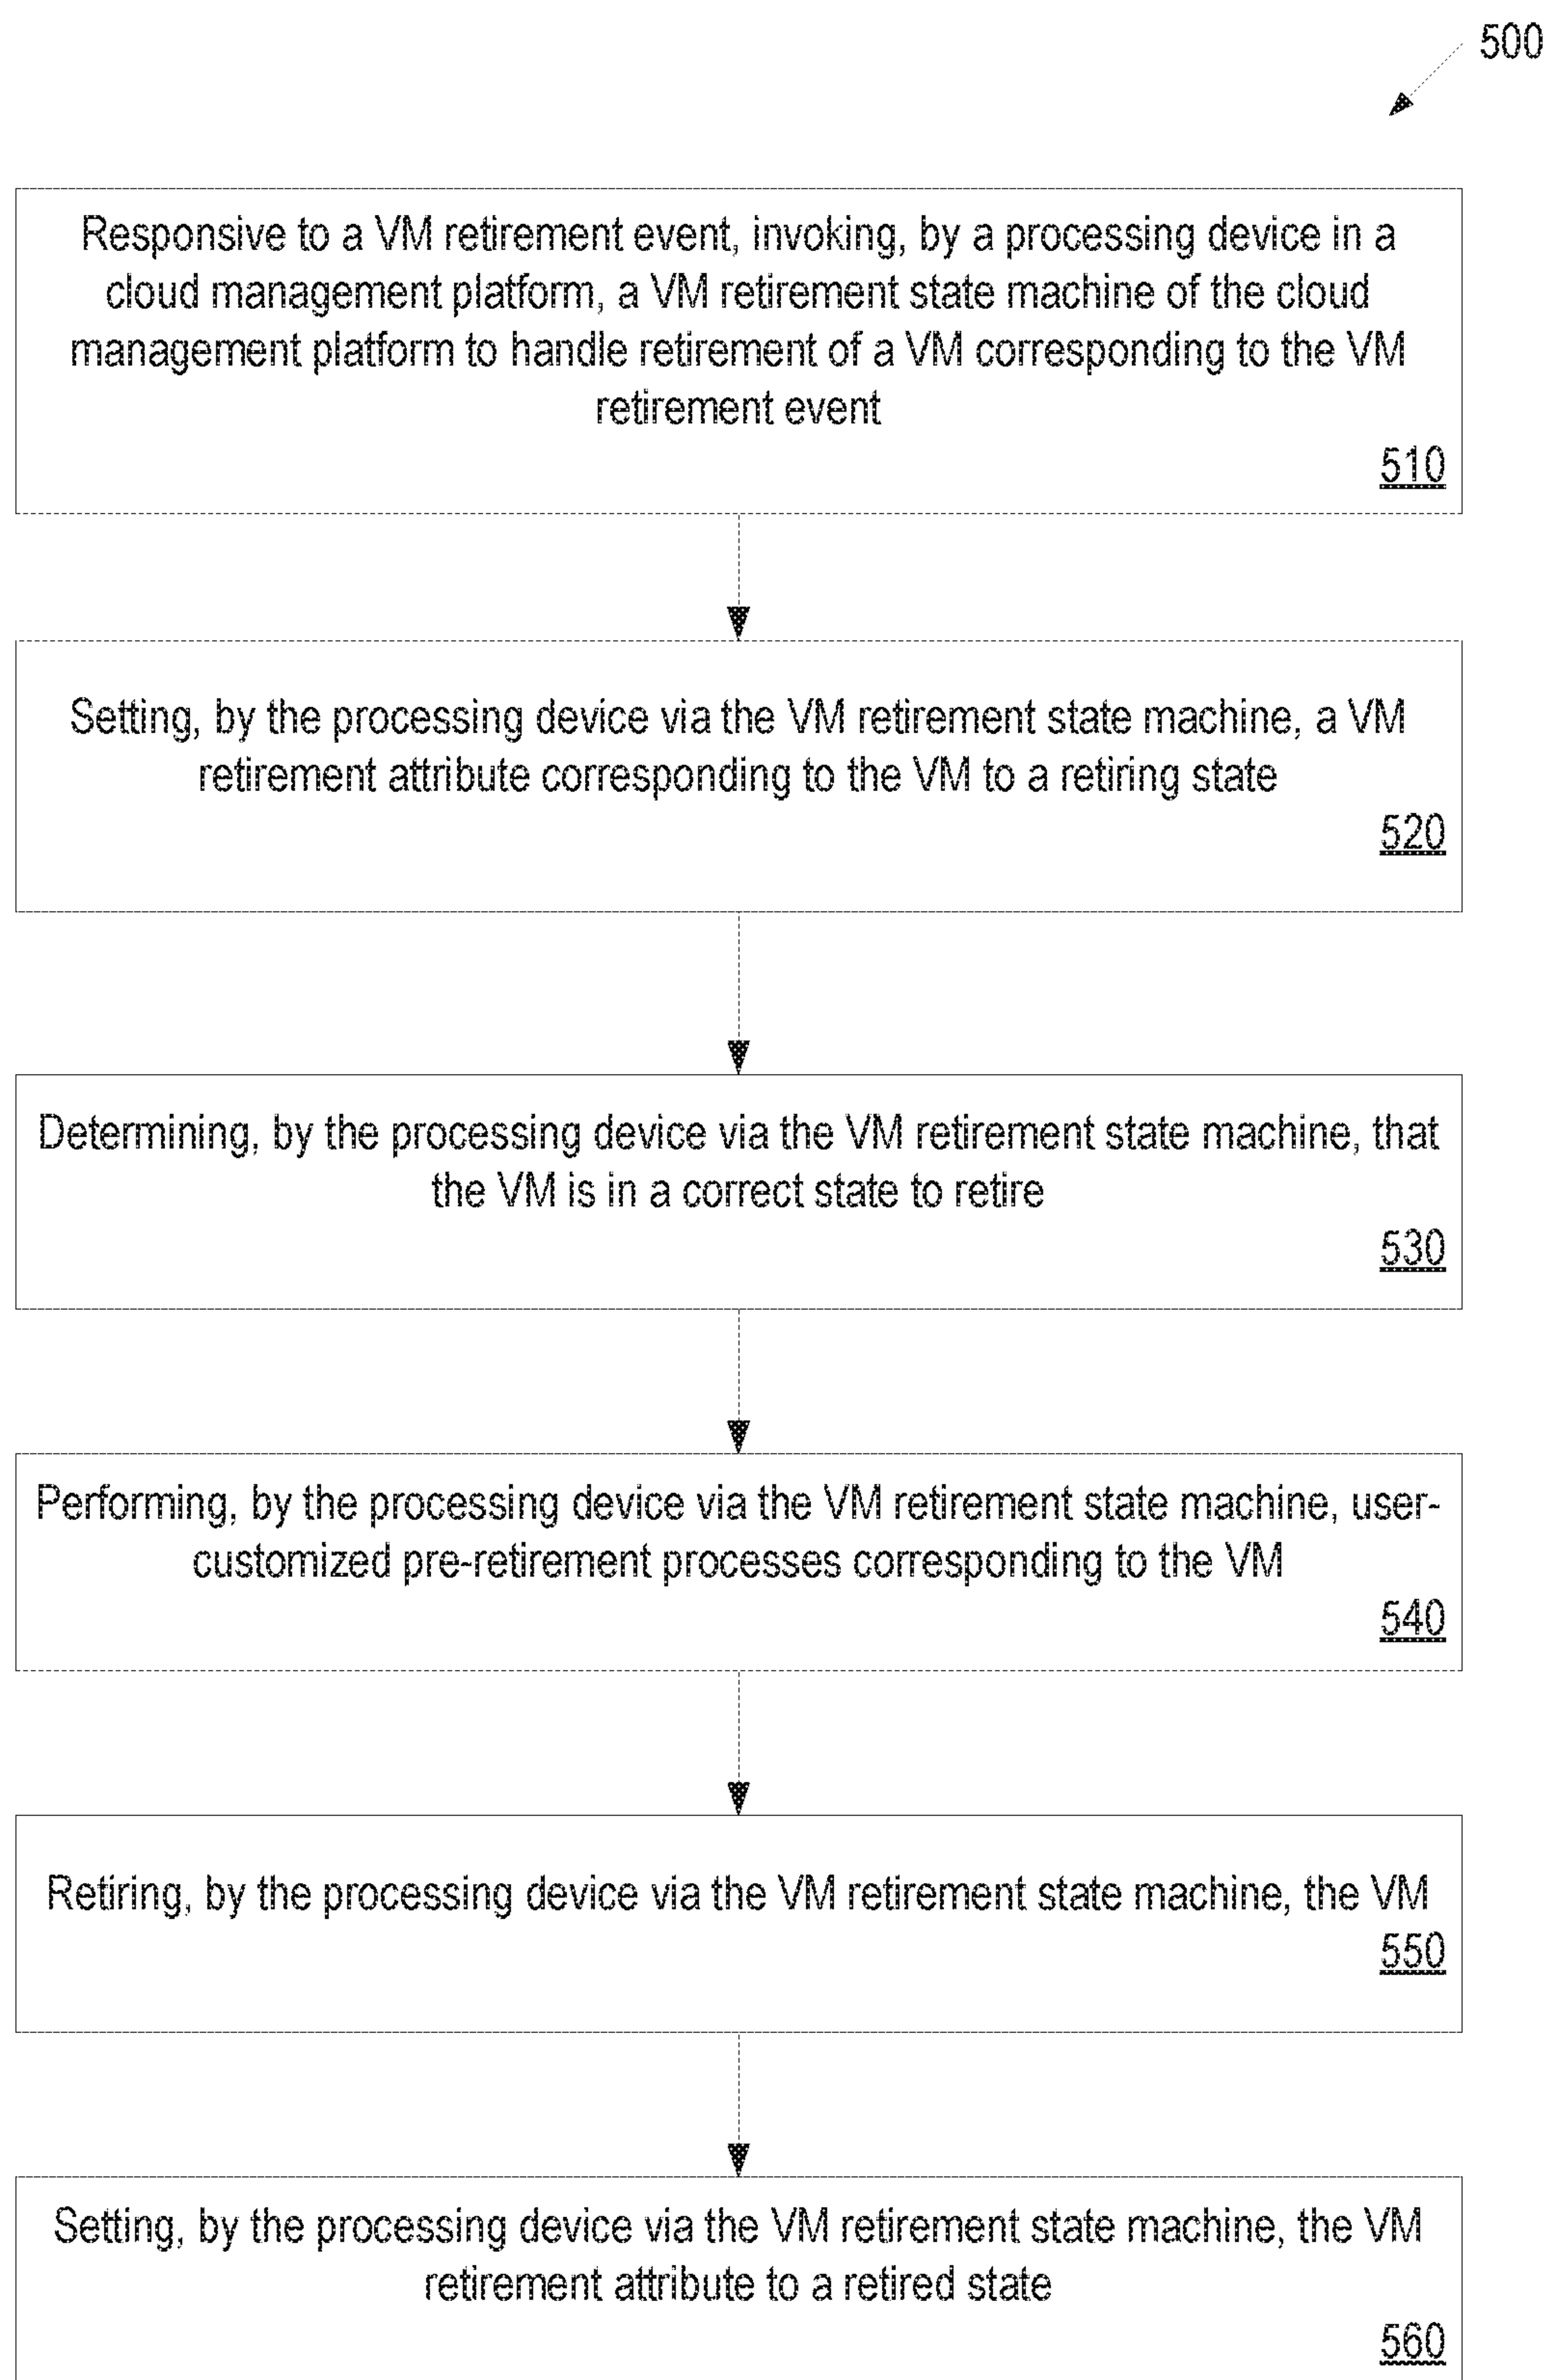 500
Responsive to a VM retirement event, invoking, by a processing device in a
cloud management platform, a VM retirement state machine of the cloud
management platform to handle retirement of a VM corresponding to the VM
retirement event
510
Setting, by the processing device via the VM retirement state machine, a VM
retirement attribute corresponding to the VM to a retiring state
520
Determining, by the processing device via the VM retirement state machine, that
the VM is in a correct state to retire
530
Performing, by the processing device via the VM retirement state machine, user-
customized pre-retirement processes corresponding to the VM
540
Retiring, by the processing device via the VM retirement state machine, the VM
550
Setting, by the processing device via the VM retirement state machine, the VM
retirement attribute to a retired state
560